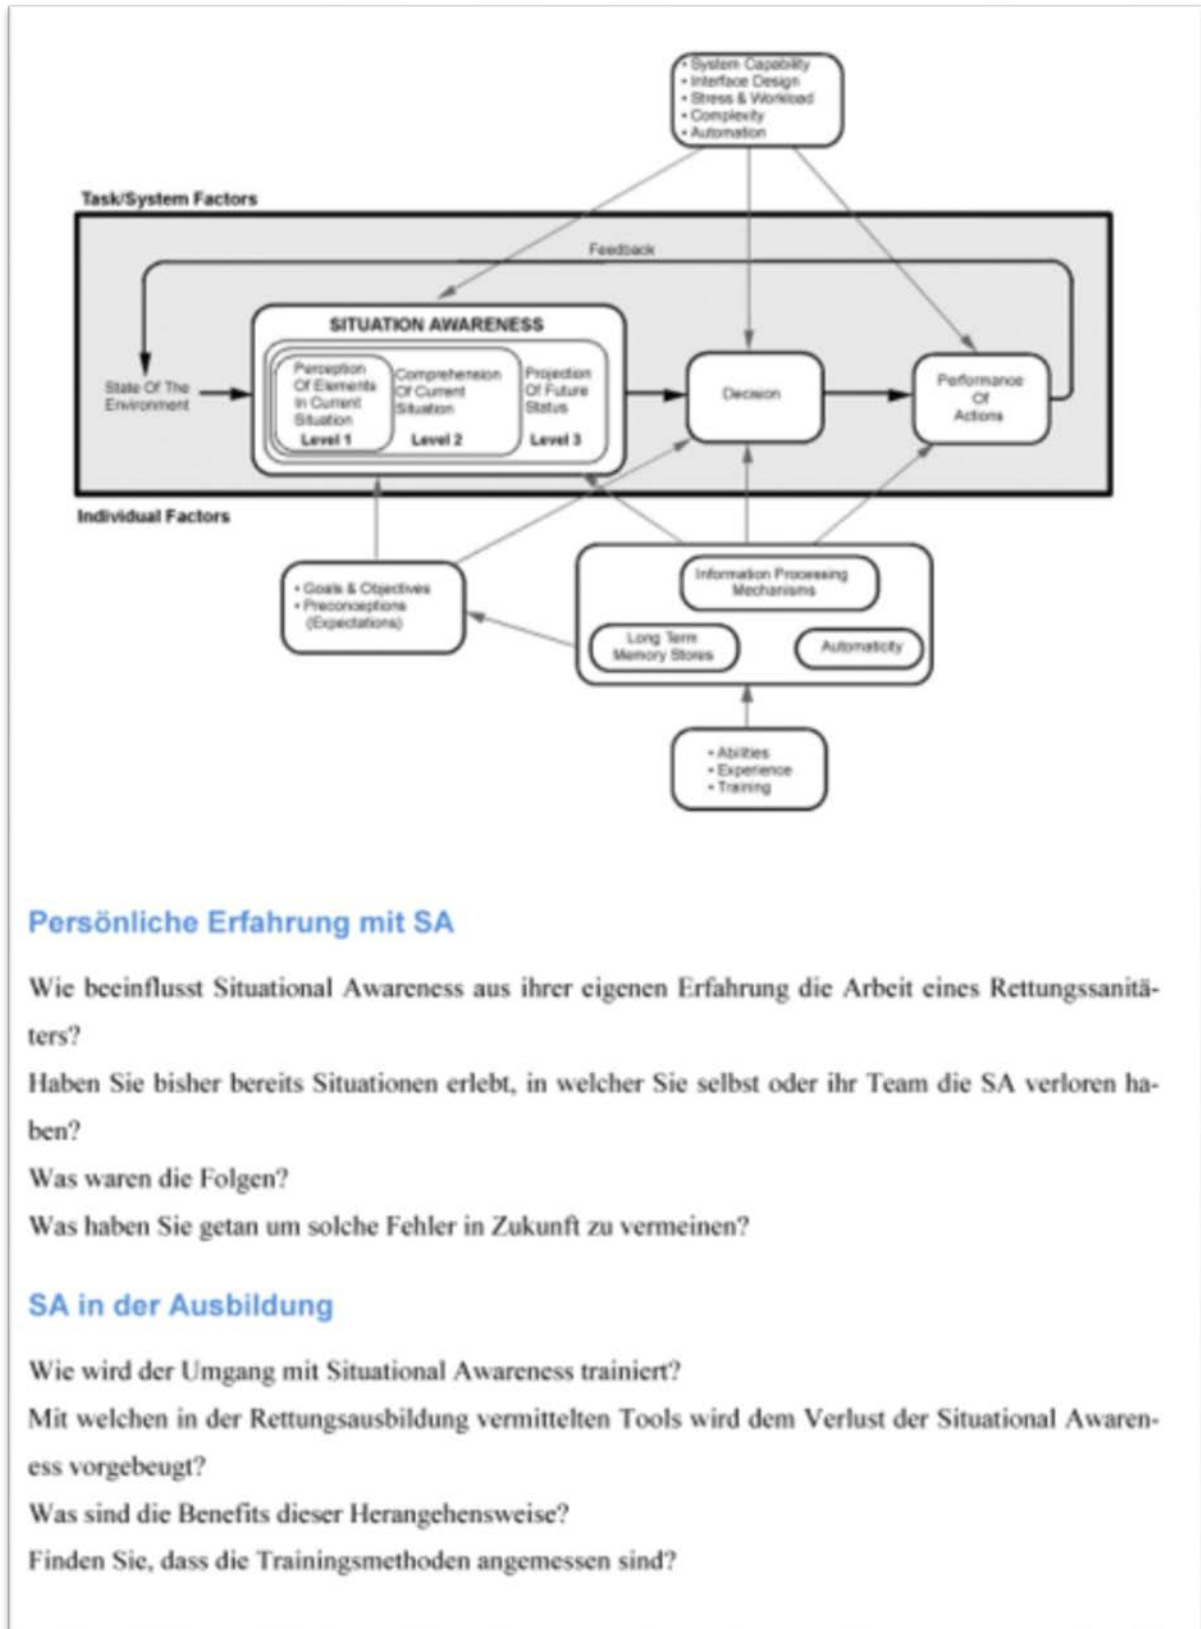 • System Capability
• Interface Design
• Stress & Workload
• Complexity
• Automation
Task/System Factors
Feedback
SITUATION AWARENESS
State Of The
Environment
Perception
Of Elements
In Current
Situation
Level 1
Comprehension
Of Current
Situation
Level 2
Projection
Of Future
Status
Level 3
Decision
Performance
Of
Actions
Individual Factors
• Goals & Objectives
• Preconceptions
(Expectations)
Information Processing
Mechanisms
Long Term
Memory Stores
Automaticity
• Abilities
• Experience
• Training
Persönliche Erfahrung mit SA
Wie beeinflusst Situational Awareness aus ihrer eigenen Erfahrung die Arbeit eines Rettungssanitä-
ters?
Haben Sie bisher bereits Situationen erlebt, in welcher Sie selbst oder ihr Team die SA verloren ha-
ben?
Was waren die Folgen?
Was haben Sie getan um solche Fehler in Zukunft zu vermeinen?
SA in der Ausbildung
Wie wird der Umgang mit Situational Awareness trainiert?
Mit welchen in der Rettungsausbildung vermittelten Tools wird dem Verlust der Situational Awaren-
ess vorgebeugt?
Was sind die Benefits dieser Herangehensweise?
Finden Sie, dass die Trainingsmethoden angemessen sind?